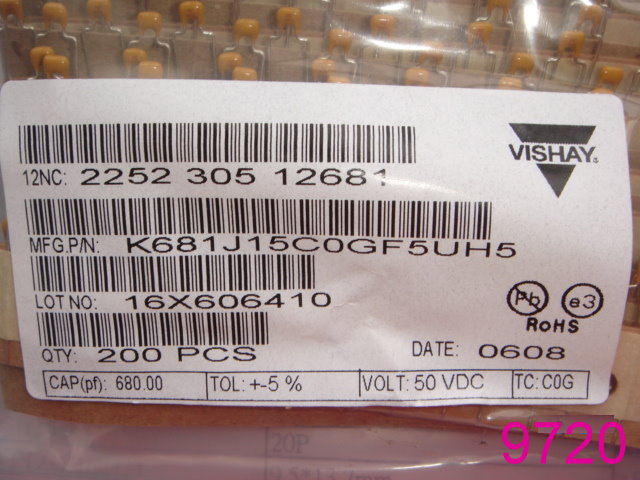 VISHAY®
12NC: 2252 305 12681
MFG.P/N: K681J15C0GF5UH5
LOT NO: 16X606410
Pb e3
RoHS
QTY: 200 PCS DATE: 0608
CAP(pf): 680.00 TOL: +-5 % VOLT: 50 VDC TC: C0G
9720
20P